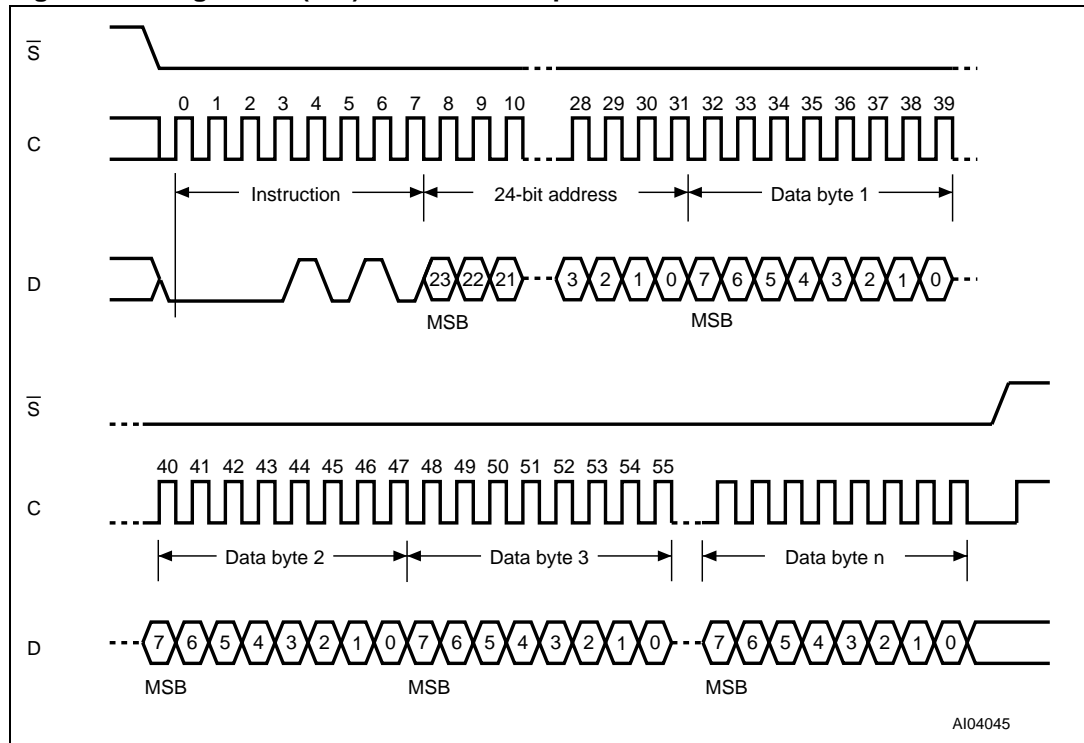 S
0 1 2 3 4 5 6 7 8 9 10 28 29 30 31 32 33 34 35 36 37 38 39
C
Instruction 24-bit address Data byte 1
D 23 22 21 3 2 1 0 7 6 5 4 3 2 1 0
MSB MSB
S
40 41 42 43 44 45 46 47 48 49 50 51 52 53 54 55
C
Data byte 2 Data byte 3 Data byte n
D 7 6 5 4 3 2 1 0 7 6 5 4 3 2 1 0 7 6 5 4 3 2 1 0
MSB MSB MSB
AI04045